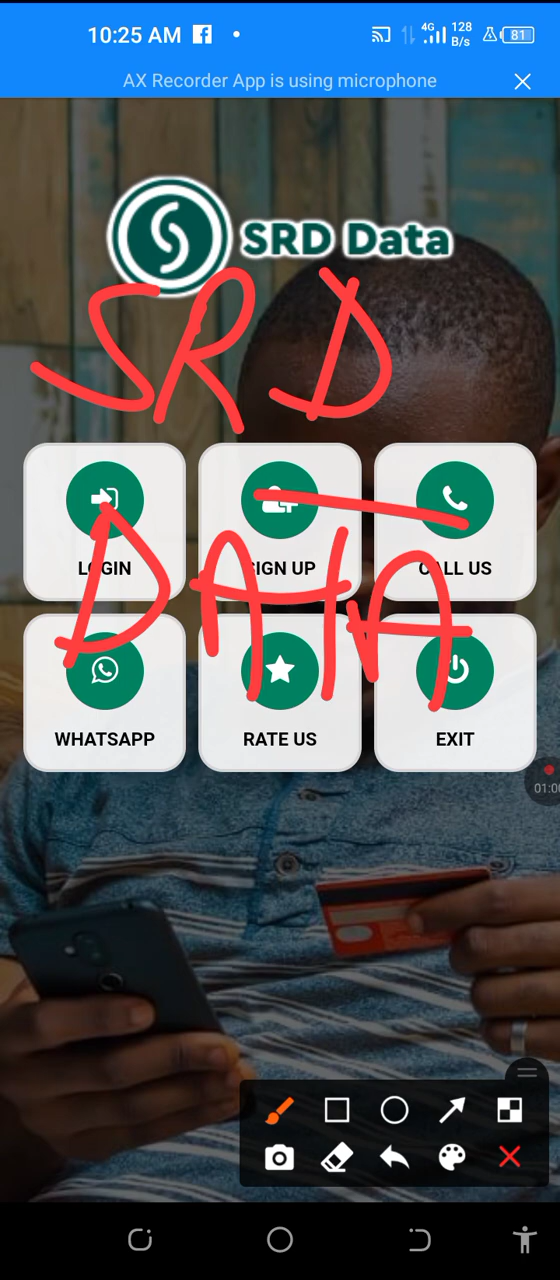 10:25 AM
4G 128 B/s 81
AX Recorder App is using microphone
SRD Data
SRD
LOGIN SIGN UP CALL US
DATA
WHATSAPP RATE US EXIT
01:0